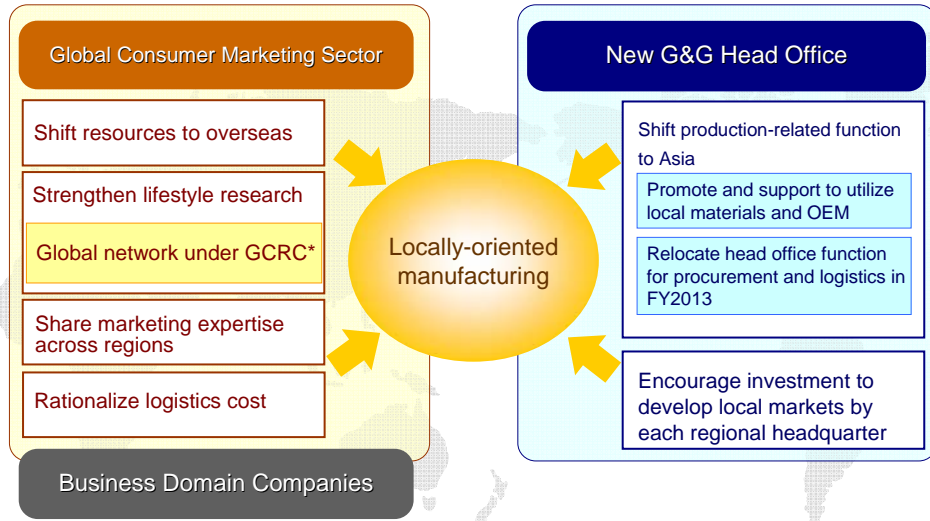 Global Consumer Marketing Sector
Shift resources to overseas
Strengthen lifestyle research
Global network under GCRC*
Share marketing expertise
across regions
Rationalize logistics cost
Business Domain Companies
Locally-oriented
manufacturing
New G&G Head Office
Shift production-related function
to Asia
Promote and support to utilize
local materials and OEM
Relocate head office function
for procurement and logistics in
FY2013
Encourage investment to
develop local markets by
each regional headquarter